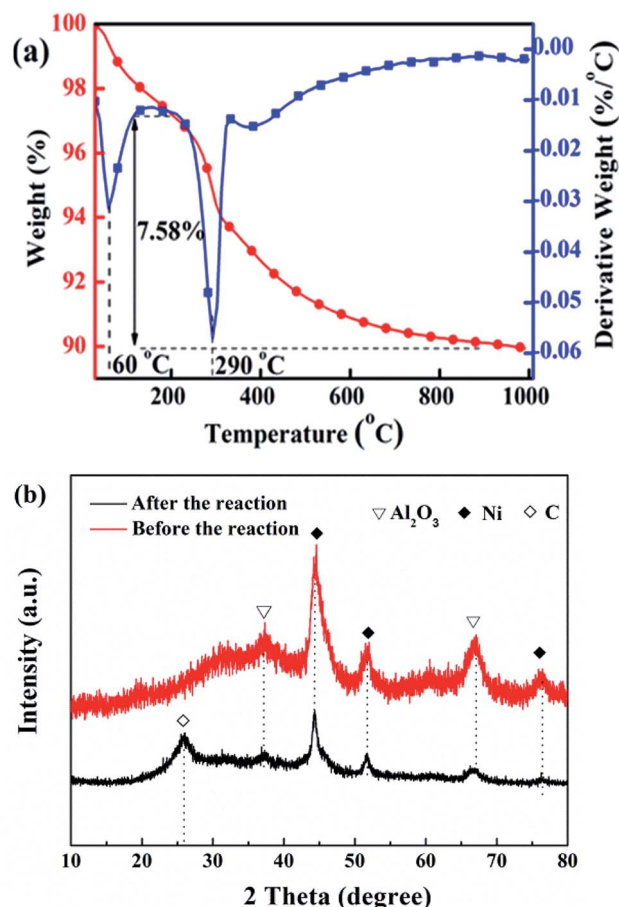 (a)
100
98
96
94
92
90
Weight (%)
0.00
-0.01
-0.02
-0.03
-0.04
-0.05
-0.06
Derivative Weight (%/°C)
7.58%
60 °C
290 °C
200
400
600
800
1000
Temperature (°C)
(b)
After the reaction
Before the reaction
▽ Al₂O₃ ◆ Ni ◇ C
Intensity (a.u.)
10 20 30 40 50 60 70 80
2 Theta (degree)